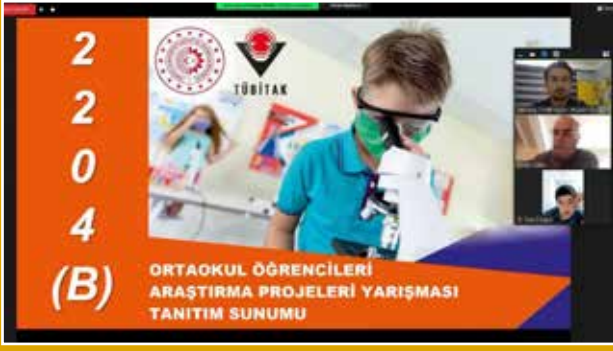 2
2
0
4
(B)
TÜBİTAK
ORTAOKUL ÖĞRENCİLERİ
ARAŞTIRMA PROJELERİ YARIŞMASI
TANITIM SUNUMU